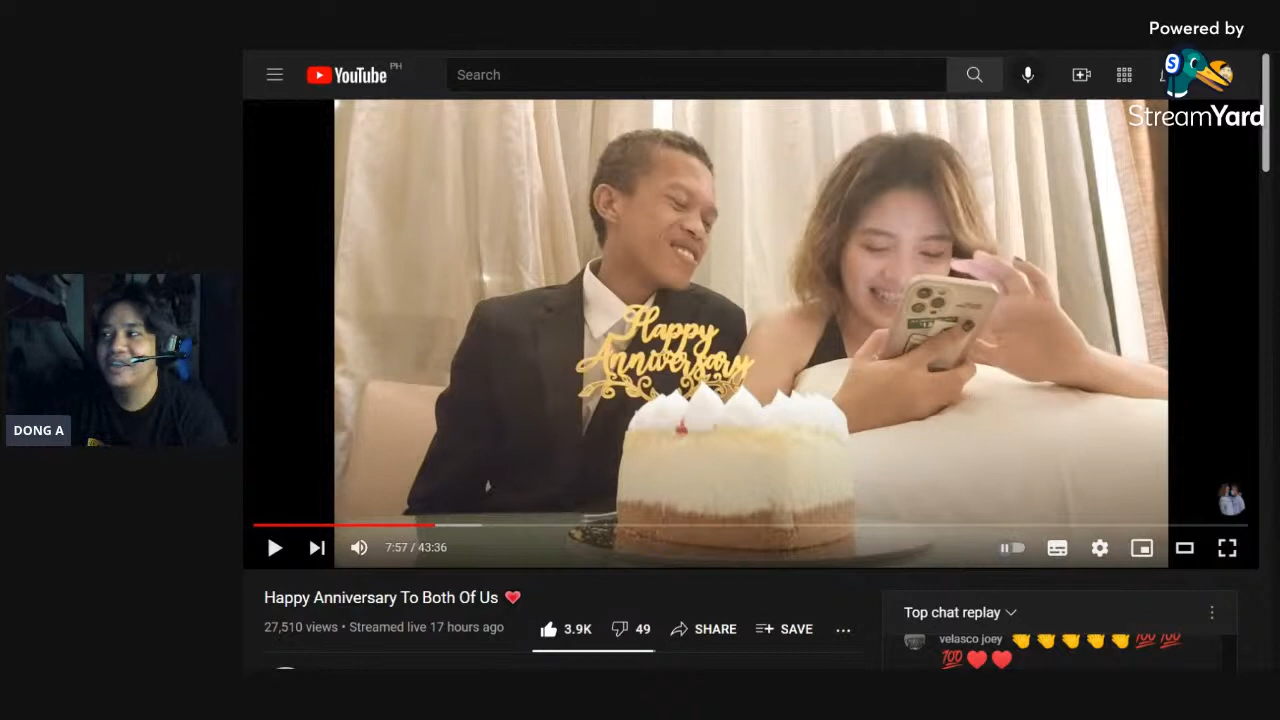 Powered by
StreamYard
YouTube PH
Search
Happy
Anniversary
DONG A
7:57 / 43:36
Happy Anniversary To Both Of Us ❤️
27,510 views • Streamed live 17 hours ago
3.9K
49
SHARE
SAVE
Top chat replay
velasco joey 👏👏👏👏👏💯💯
💯❤️❤️